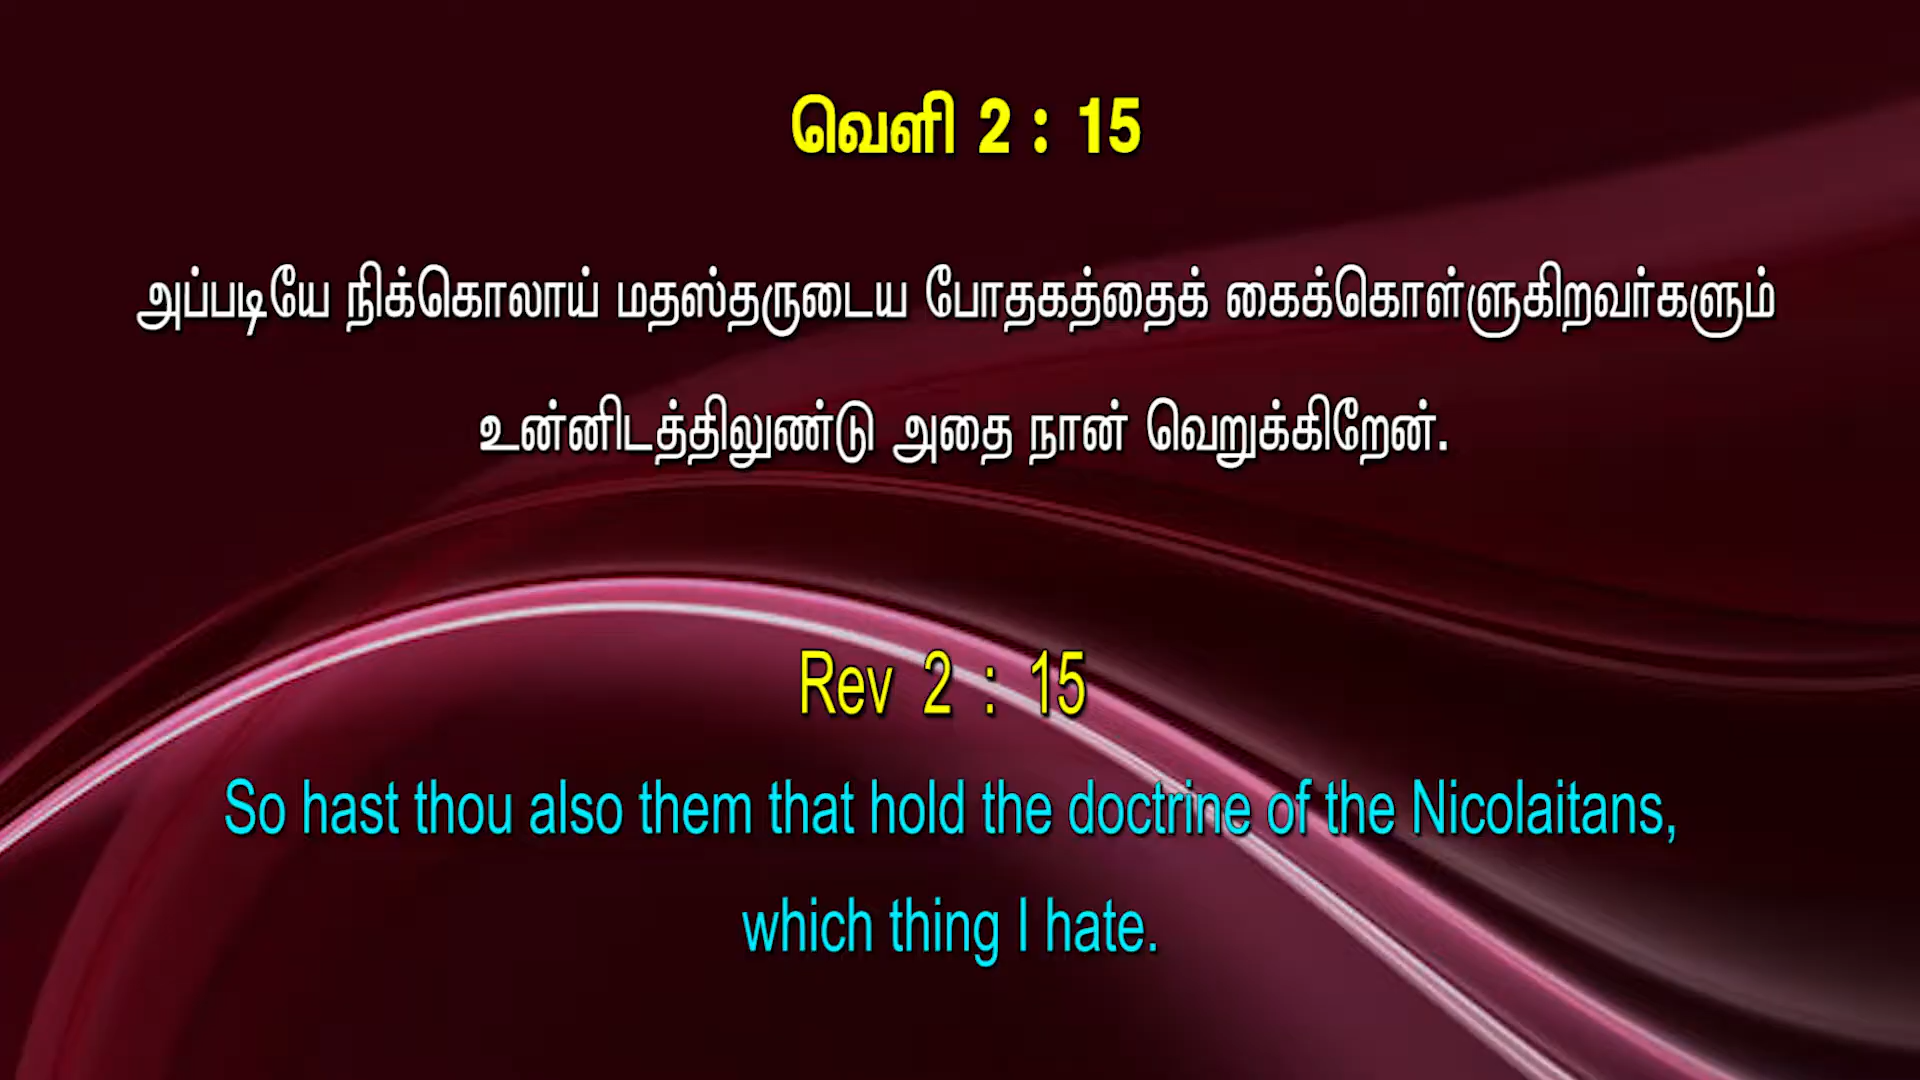 வெளி 2 : 15
அப்படியே நிக்கொலாய் மதஸ்தருடைய போதகத்தைக் கைக்கொள்ளுகிறவர்களும்
உன்னிடத்திலுண்டு அதை நான் வெறுக்கிறேன்.
Rev 2 : 15
So hast thou also them that hold the doctrine of the Nicolaitans,
which thing I hate.